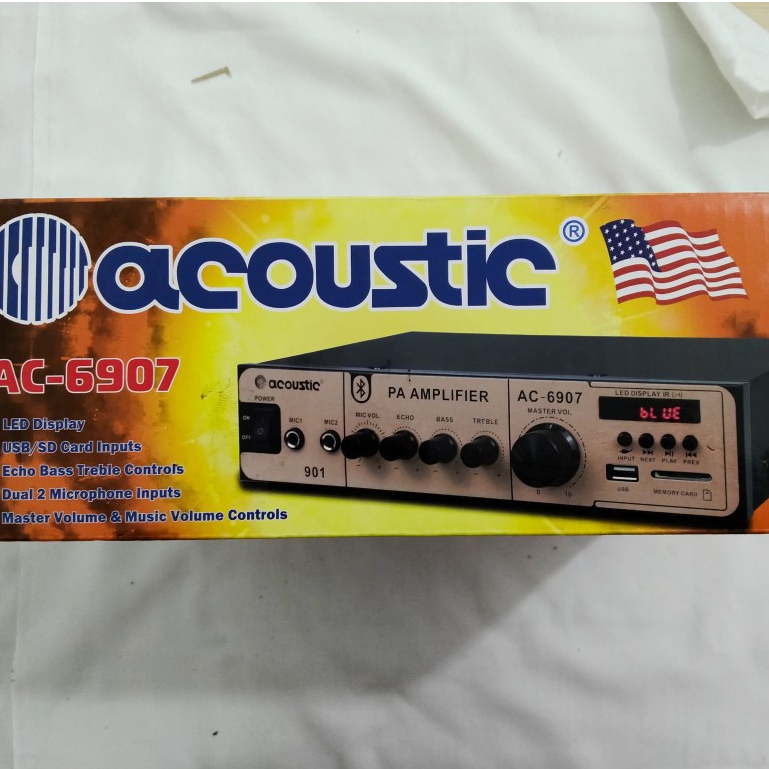 acoustic®
AC-6907
LED Display
USB/SD Card Inputs
Echo Bass Treble Controls
Dual 2 Microphone Inputs
Master Volume & Music Volume Controls
acoustic
POWER
ON
OFF
MIC1
MIC2
901
PA AMPLIFIER
MIC VOL
ECHO
BASS
TREBLE
AC-6907
MASTER VOL
0
10
LED DISPLAY IR
bLUE
INPUT NEXT PLAY PREV
USB
MEMORY CARD